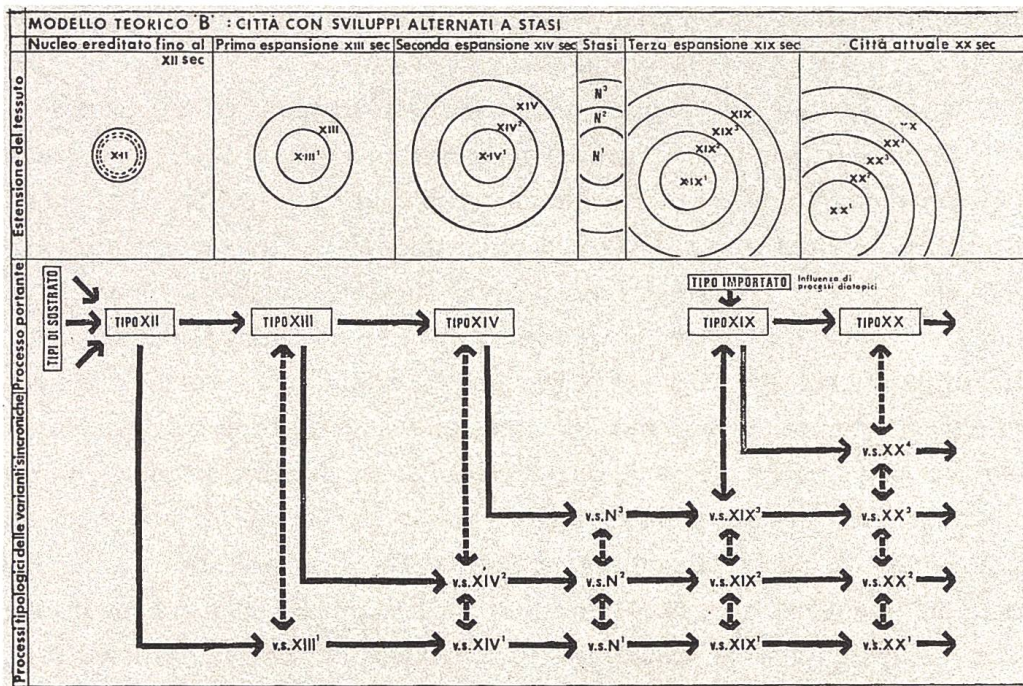 MODELLO TEORICO 'B' : CITTÀ CON SVILUPPI ALTERNATI A STASI
Nucleo ereditato fino al XII sec
Prima espansione XIII sec
Seconda espansione XIV sec
Stasi
Terza espansione XIX sec
Città attuale XX sec
Estensione del tessuto
XII
XIII
XIII¹
XIV
XIV²
XIV¹
N³
N²
N¹
XIX
XIX³
XIX²
XIX¹
XX³
XX²
XX¹
Processi tipologici delle varianti sincroniche
Processo portante
TIPI DI SOSTRATO
TIPO XII
TIPO XIII
TIPO XIV
TIPO IMPORTATO
Influenza di
processi diatopici
TIPO XIX
TIPO XX
v.s.XX⁴
v.s.N³
v.s.XIX³
v.s.XX³
v.s.XIV²
v.s.N²
v.s.XIX²
v.s.XX²
v.s.XIII¹
v.s.XIV¹
v.s.N¹
v.s.XIX¹
v.s.XX¹